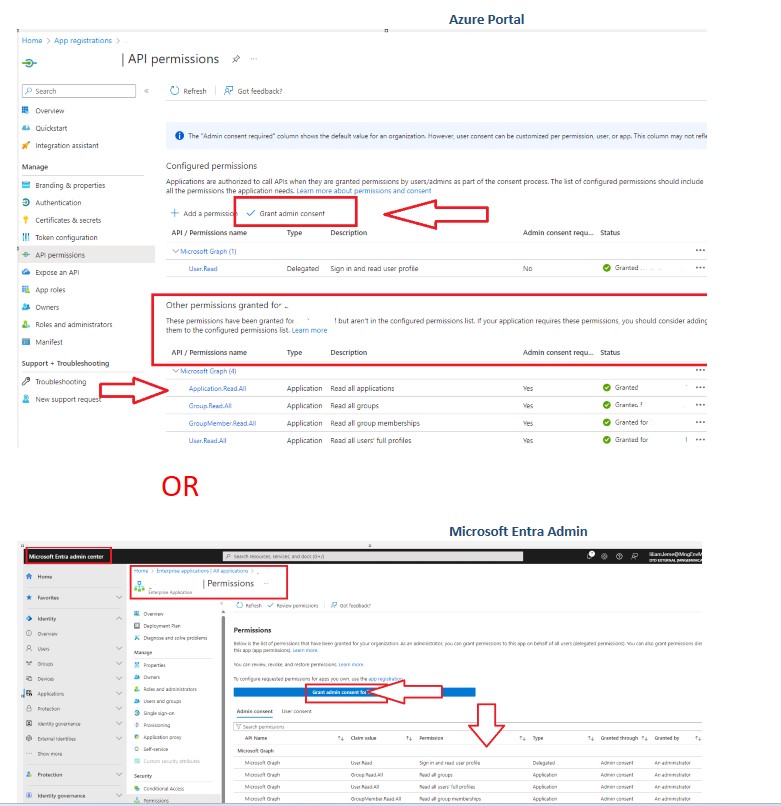 Azure Portal
Home > App registrations >
| API permissions
Search
Refresh
Got feedback?
Overview
Quickstart
Integration assistant
The "Admin consent required" column shows the default value for an organization. However, user consent can be customized per permission, user, or app. This column may not refle
Manage
Configured permissions
Branding & properties
Applications are authorized to call APIs when they are granted permissions by users/admins as part of the consent process. The list of configured permissions should include
all the permissions the application needs. Learn more about permissions and consent
Authentication
Certificates & secrets
Add a permission
Grant admin consent
Token configuration
API / Permissions name Type Description Admin consent requ... Status
API permissions
Microsoft Graph (1)
Expose an API
User.Read Delegated Sign in and read user profile No Granted
App roles
Owners
Other permissions granted for
Roles and administrators
These permissions have been granted for but aren't in the configured permissions list. If your application requires these permissions, you should consider adding
them to the configured permissions list. Learn more
Manifest
Support + Troubleshooting
API / Permissions name Type Description Admin consent requ... Status
Microsoft Graph (4)
Troubleshooting
Application.Read.All Application Read all applications Yes Granted
New support request
Group.Read.All Application Read all groups Yes Granted
GroupMember.Read.All Application Read all group memberships Yes Granted for
User.Read.All Application Read all users' full profiles Yes Granted for
OR
Microsoft Entra Admin
Microsoft Entra admin center
Search resources, services, and docs (G+/)
Home > Enterprise applications | All applications >
| Permissions
Enterprise Application
Home
Favorites
Identity
Overview
Users
Groups
Devices
Applications
Protection
Identity governance
External Identities
Show more
Protection
Identity governance
Overview
Deployment Plan
Diagnose and solve problems
Manage
Properties
Owners
Roles and administrators
Users and groups
Single sign-on
Provisioning
Application proxy
Self-service
Custom security attributes
Security
Conditional Access
Permissions
Refresh Review permissions Got feedback?
Permissions
Below is the list of permissions that have been granted for your organization. As an administrator, you can grant permissions to this app on behalf of all users (delegated permissions). You can also grant permissions dire
this app (app permissions). Learn more.
You can review, revoke, and restore permissions. Learn more.
To configure requested permissions for apps you own, use the app registration.
Grant admin consent for
Admin consent User consent
Search permissions
API Name Claim value Permission Type Granted through Granted by
Microsoft Graph
Microsoft Graph User.Read Sign in and read user profile Delegated Admin consent An administrator
Microsoft Graph Group.Read.All Read all groups Application Admin consent An administrator
Microsoft Graph User.Read.All Read all users' full profiles Application Admin consent An administrator
Microsoft Graph GroupMember.Read.All Read all group memberships Application Admin consent An administrator